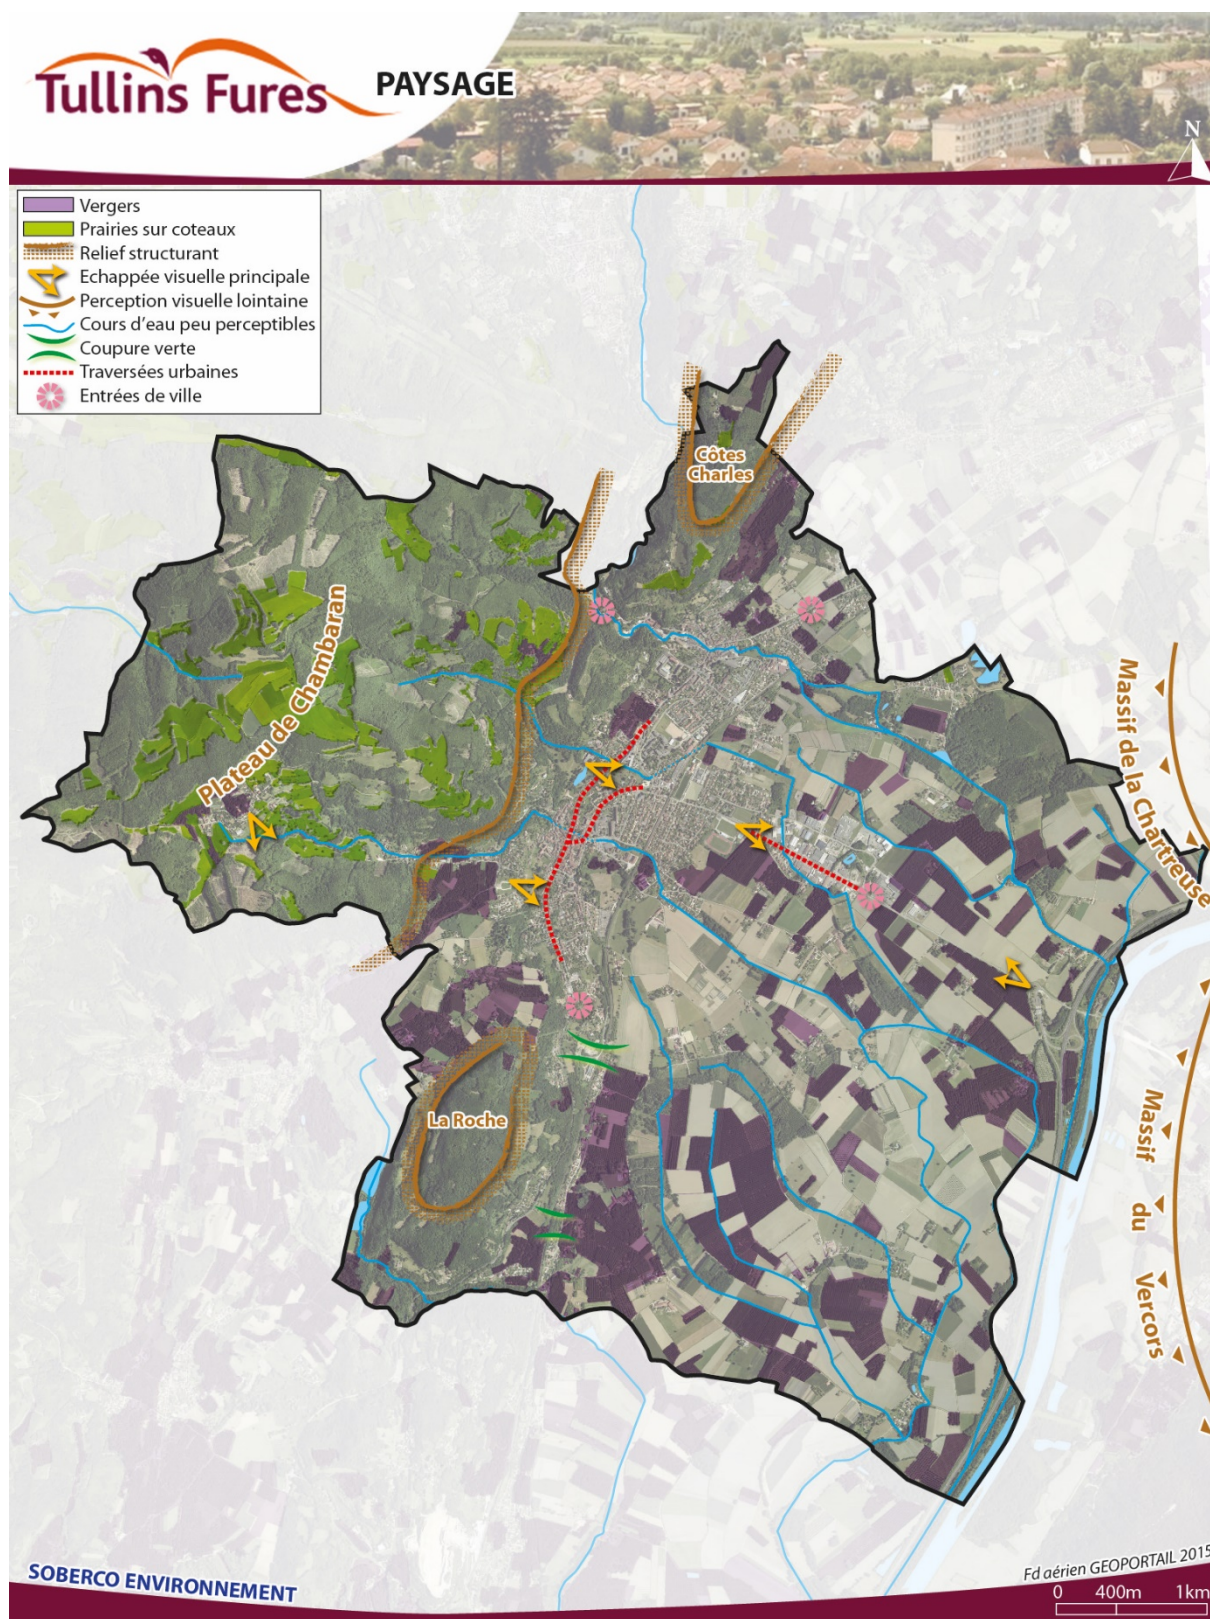 Tullins Fures
PAYSAGE
N
Vergers
Prairies sur coteaux
Relief structurant
Echappée visuelle principale
Perception visuelle lointaine
Cours d'eau peu perceptibles
Coupure verte
Traversées urbaines
Entrées de ville
Côtes
Charles
Plateau de Chambaran
Massif de la Chartreuse
La Roche
Massif du Vercors
SOBERCO ENVIRONNEMENT
Fd aérien GEOPORTAIL 2015
0 400m 1km